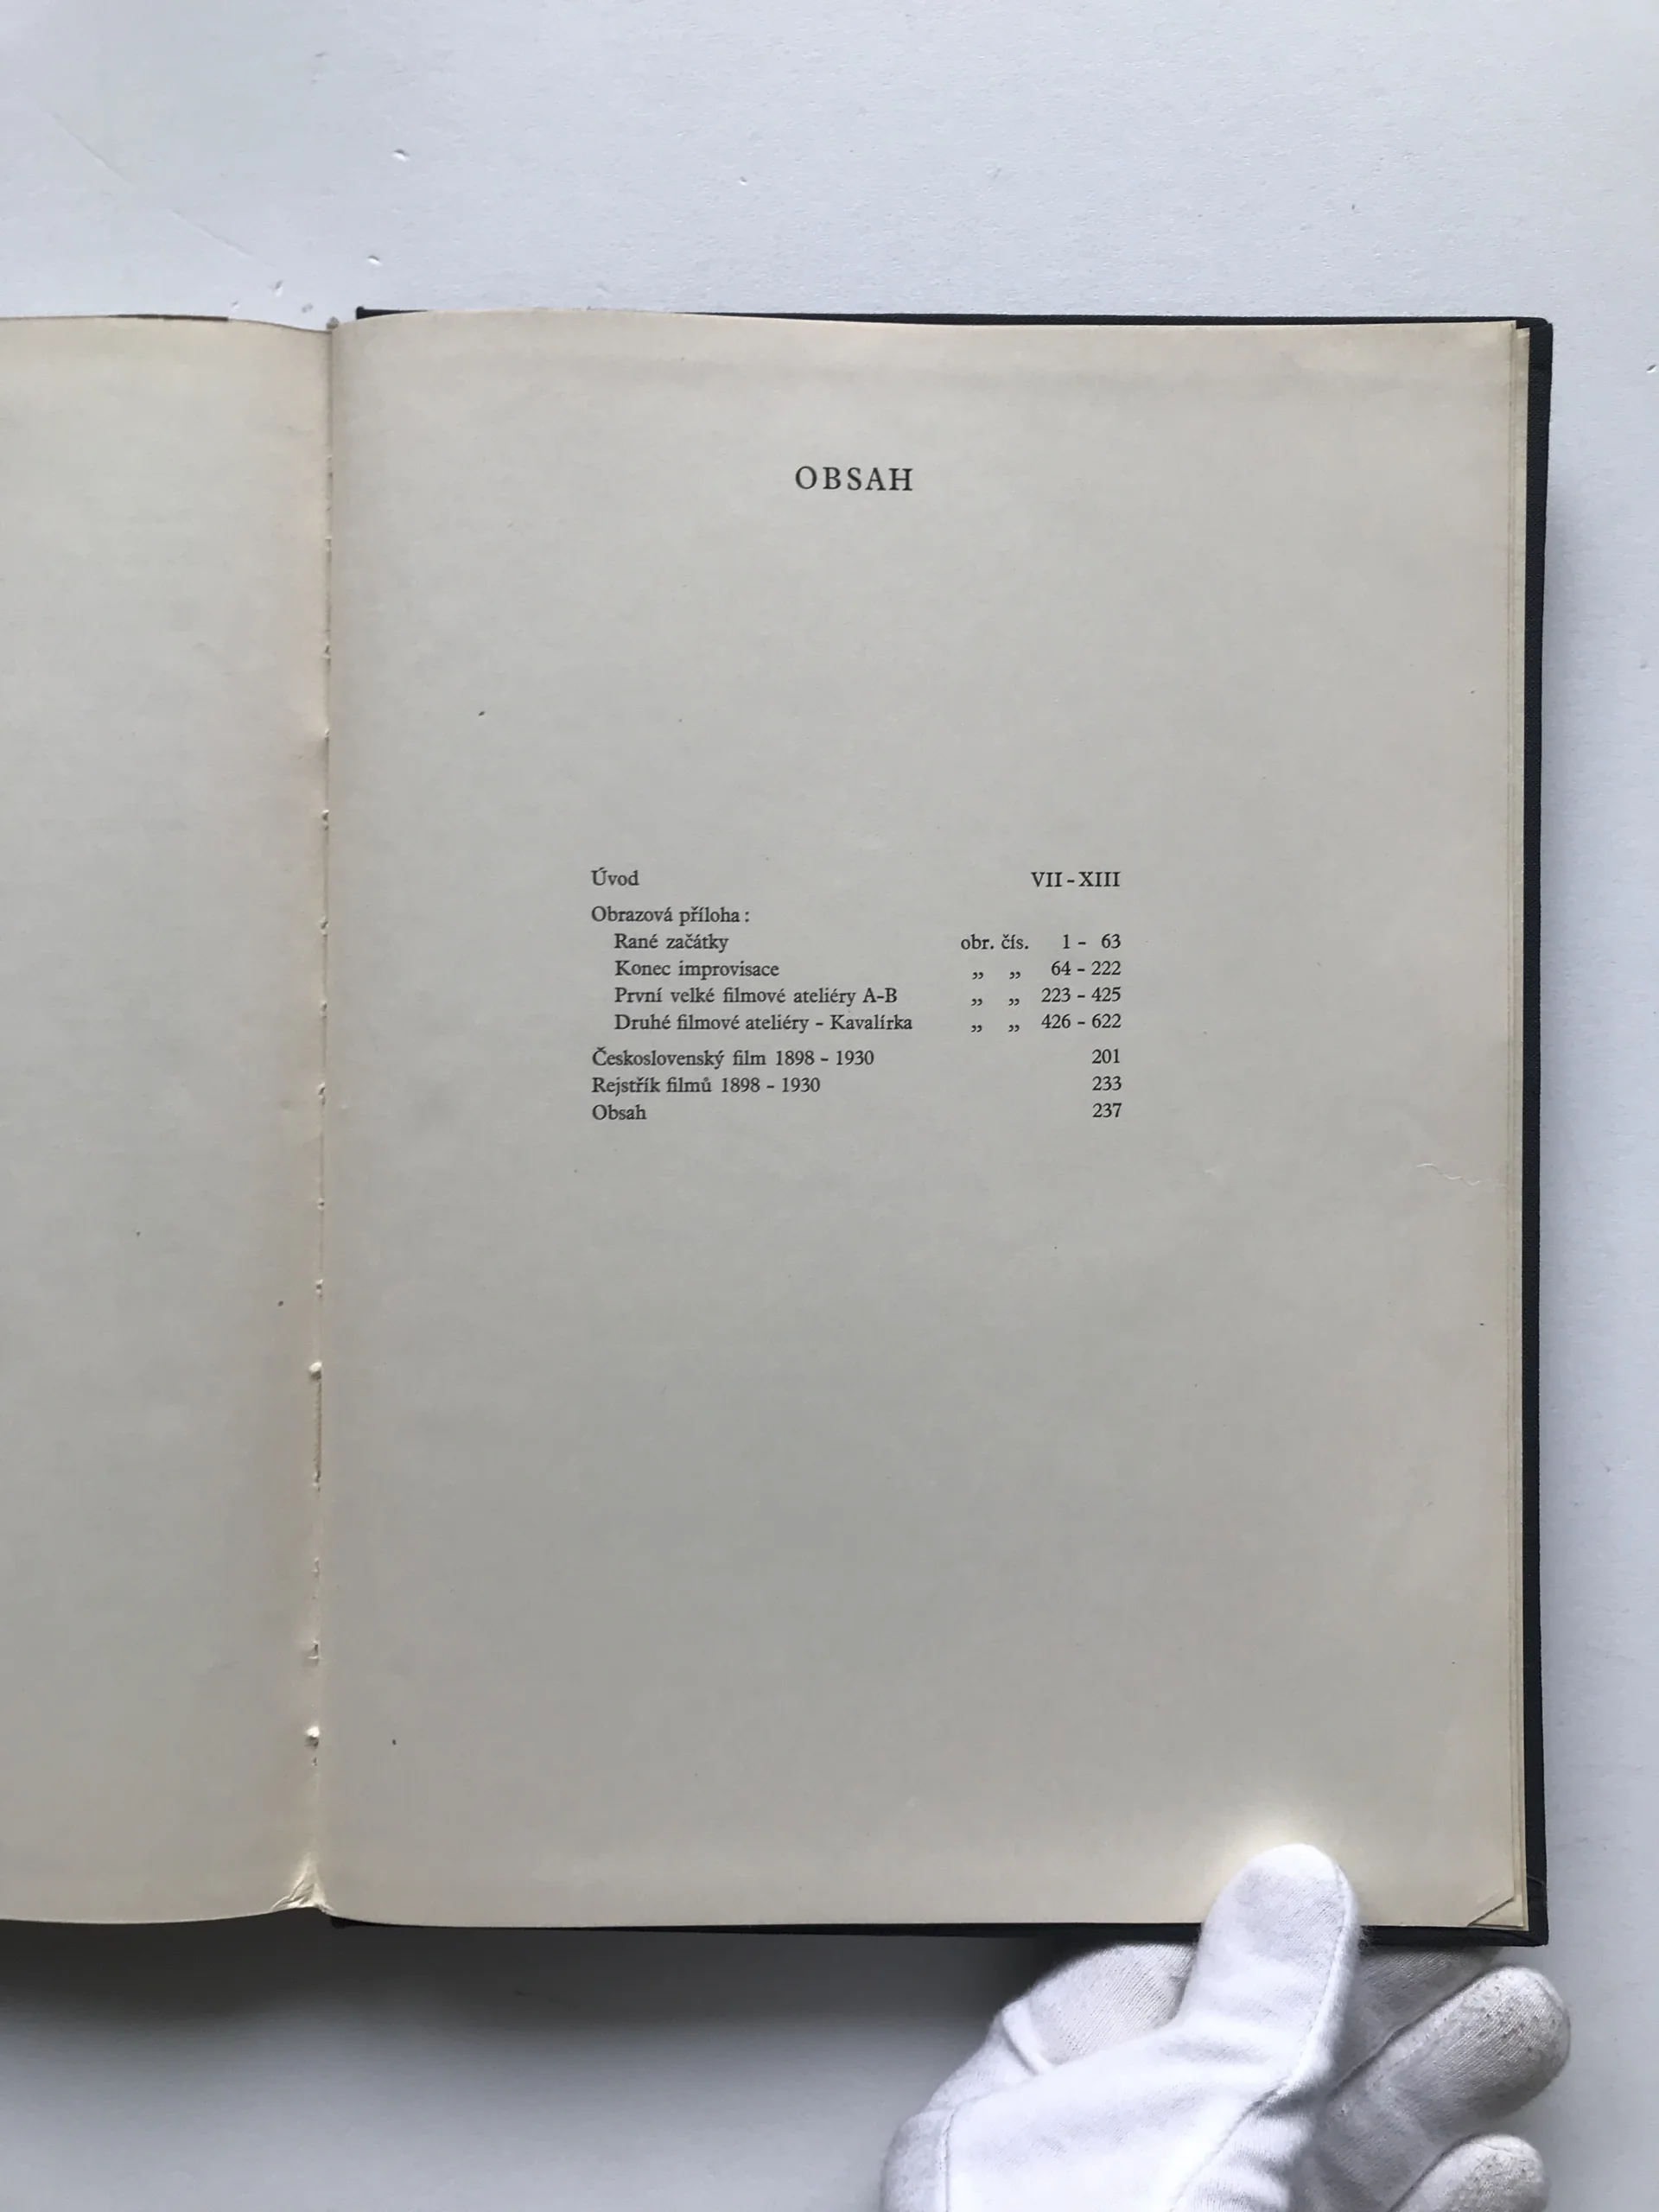 OBSAH
Úvod VII - XIII
Obrazová příloha :
Rané začátky obr. čís. 1 - 63
Konec improvisace „ „ 64 - 222
První velké filmové ateliéry A-B „ „ 223 - 425
Druhé filmové ateliéry - Kavalírka „ „ 426 - 622
Československý film 1898 - 1930 201
Rejstřík filmů 1898 - 1930 233
Obsah 237